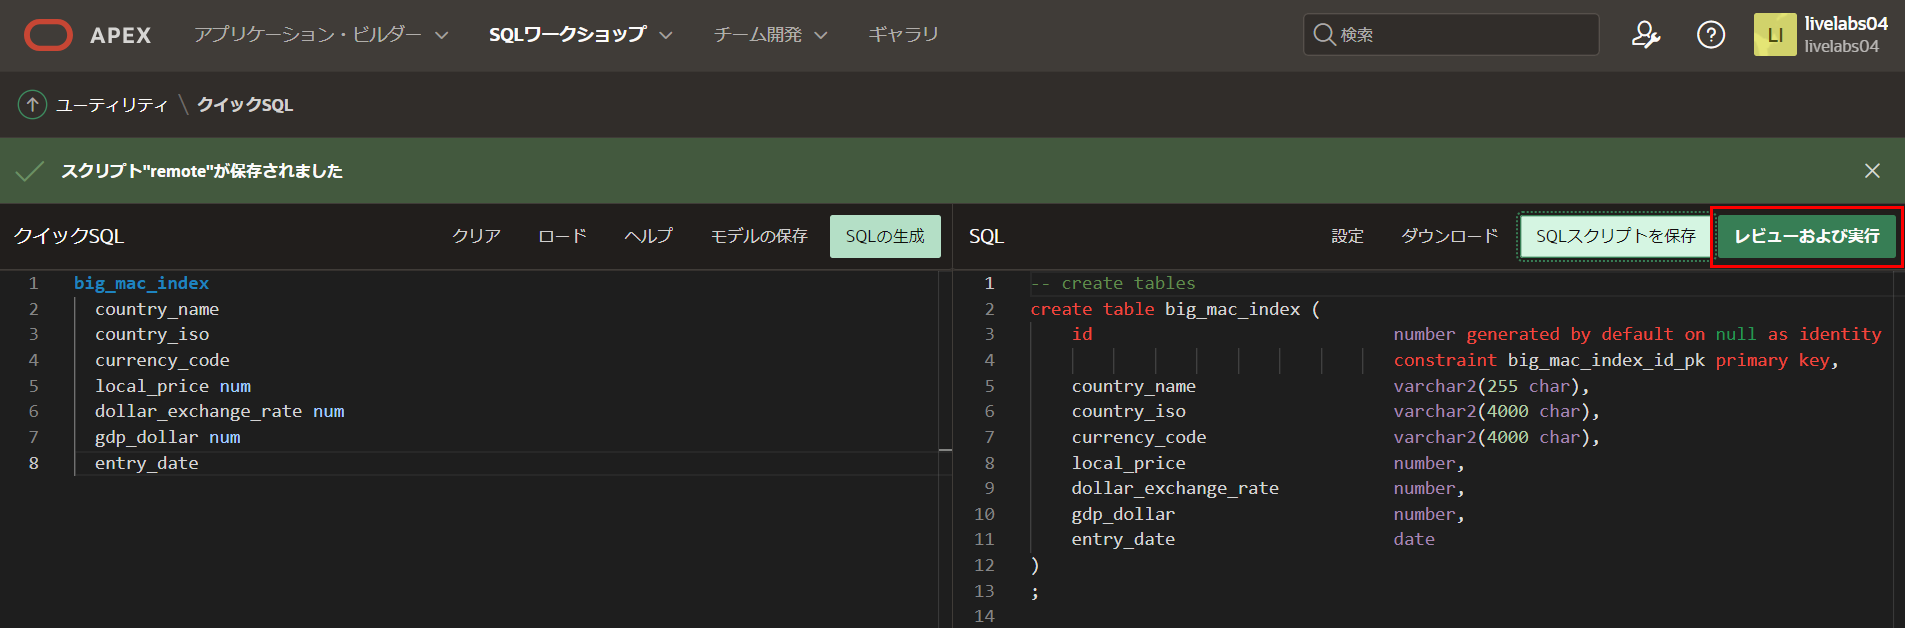 APEX アプリケーション・ビルダー SQLワークショップ チーム開発 ギャラリ 検索 LI livelabs04
livelabs04
ユーティリティ \ クイックSQL
スクリプト"remote"が保存されました
クイックSQL クリア ロード ヘルプ モデルの保存 SQLの生成
1 big_mac_index
2 country_name
3 country_iso
4 currency_code
5 local_price num
6 dollar_exchange_rate num
7 gdp_dollar num
8 entry_date
SQL 設定 ダウンロード SQLスクリプトを保存 レビューおよび実行
1 -- create tables
2 create table big_mac_index (
3 id number generated by default on null as identity
4 constraint big_mac_index_id_pk primary key,
5 country_name varchar2(255 char),
6 country_iso varchar2(4000 char),
7 currency_code varchar2(4000 char),
8 local_price number,
9 dollar_exchange_rate number,
10 gdp_dollar number,
11 entry_date date
12 )
13 ;
14